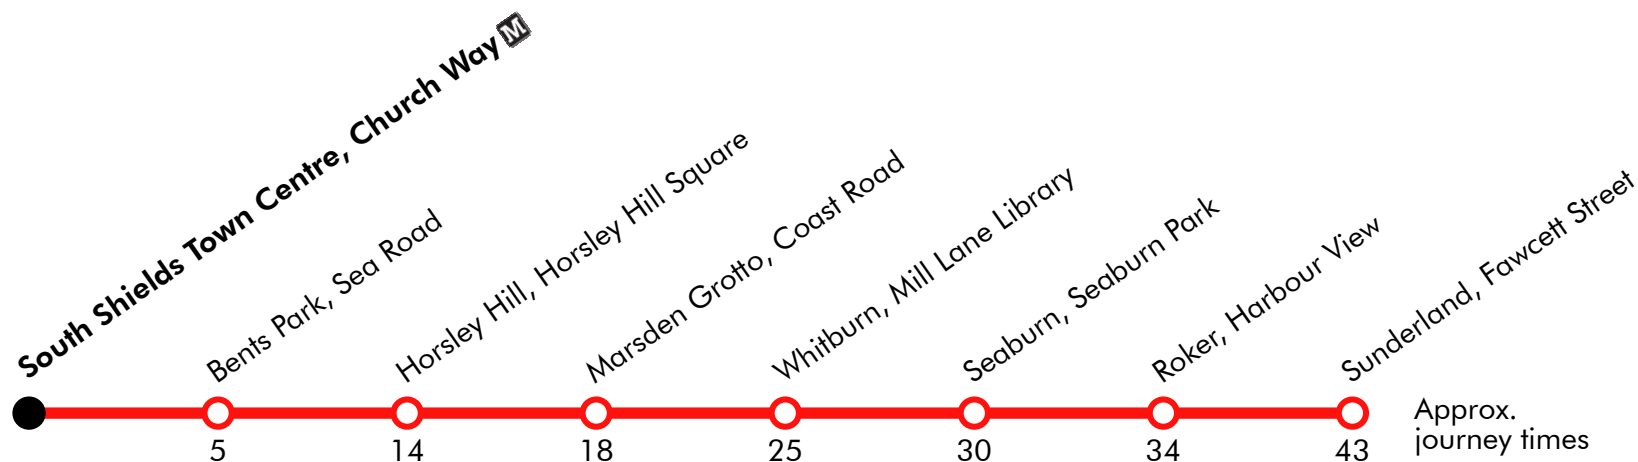 South Shields Town Centre, Church Way M
Bents Park, Sea Road
Horsley Hill, Horsley Hill Square
Marsden Grotto, Coast Road
Whitburn, Mill Lane Library
Seaburn, Seaburn Park
Roker, Harbour View
Sunderland, Fawcett Street
5 14 18 25 30 34 43
Approx.
journey times